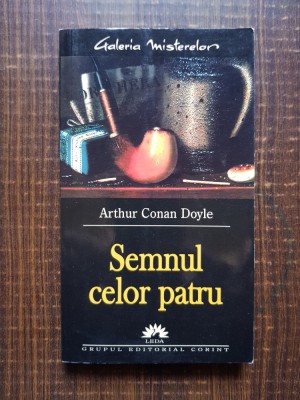 Galeria Misterelor
Arthur Conan Doyle
Semnul
celor patru
LEDA
GRUPUL EDITORIAL CORINT